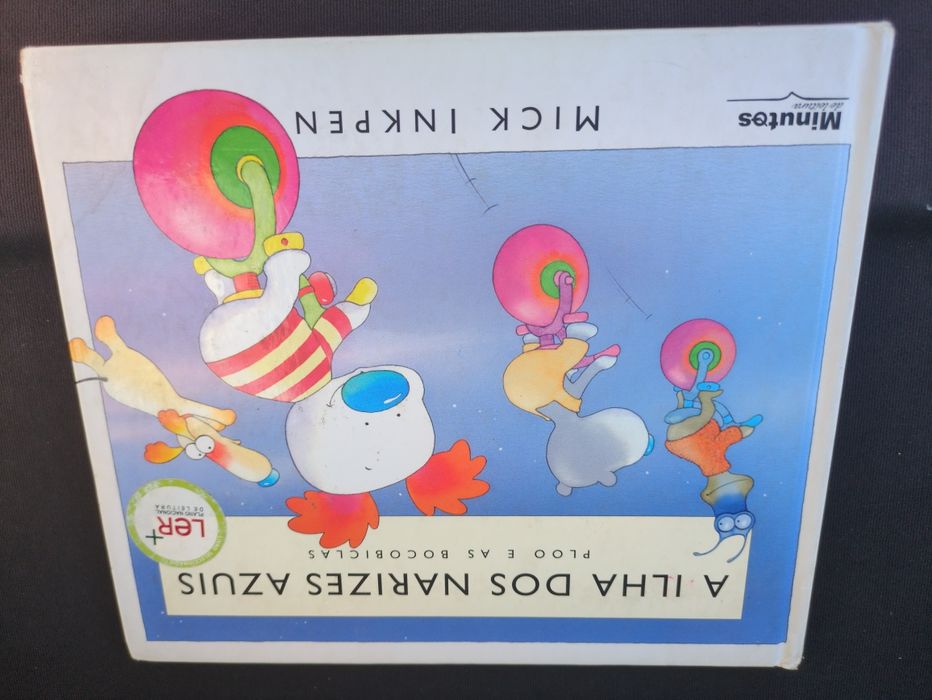 A ILHA DOS NARIZES AZUIS
PLOO E AS BOCOBICLAS
LeR+
PLANO NACIONAL
DE LEITURA
MICK INKPEN
Minutos
de leitura